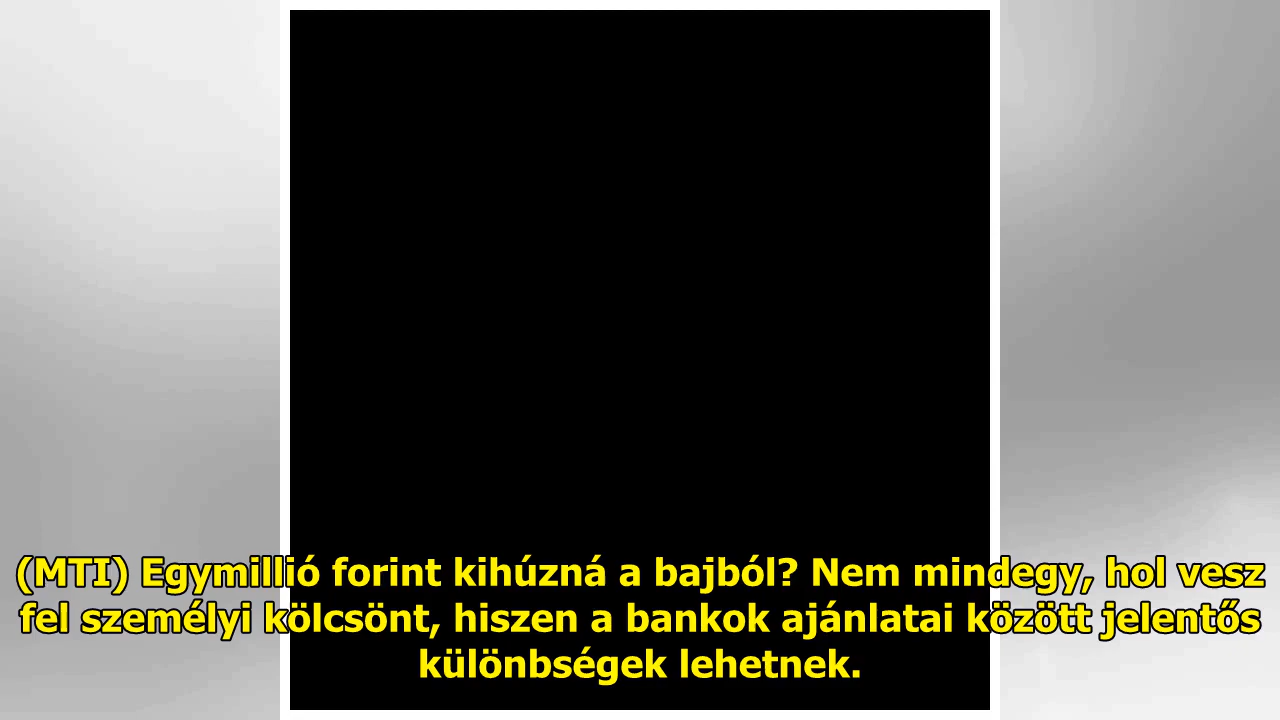 (MTI) Egymillió forint kihúzná a bajból? Nem mindegy, hol vesz
fel személyi kölcsönt, hiszen a bankok ajánlatai között jelentős
különbségek lehetnek.